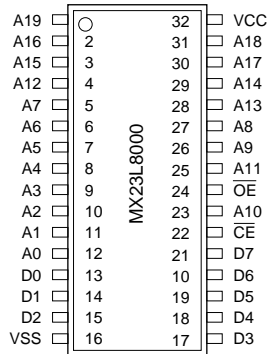 A19 32 VCC
A16 2 31 A18
A15 3 30 A17
A12 4 29 A14
A7 5 28 A13
A6 6 27 A8
A5 7 26 A9
A4 8 25 A11
A3 9 24 OE
A2 10 23 A10
A1 11 22 CE
A0 12 21 D7
D0 13 10 D6
D1 14 19 D5
D2 15 18 D4
VSS 16 17 D3
MX23L8000